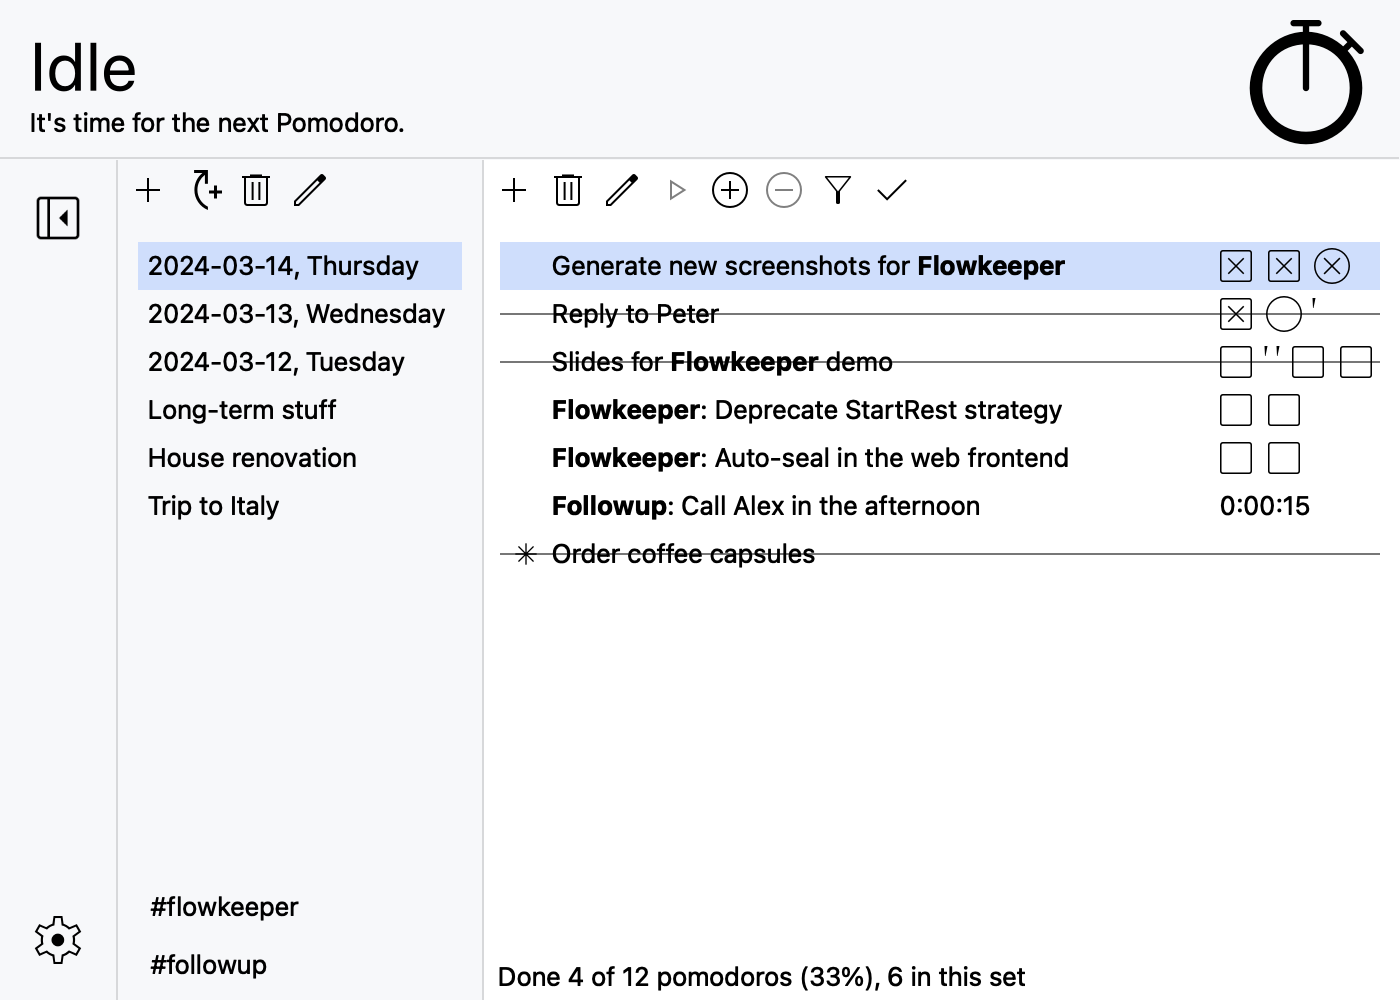 Idle
It's time for the next Pomodoro.
2024-03-14, Thursday
2024-03-13, Wednesday
2024-03-12, Tuesday
Long-term stuff
House renovation
Trip to Italy
#flowkeeper
#followup
Generate new screenshots for Flowkeeper
Reply to Peter
Slides for Flowkeeper demo
Flowkeeper: Deprecate StartRest strategy
Flowkeeper: Auto-seal in the web frontend
Followup: Call Alex in the afternoon 0:00:15
Order coffee capsules
Done 4 of 12 pomodoros (33%), 6 in this set